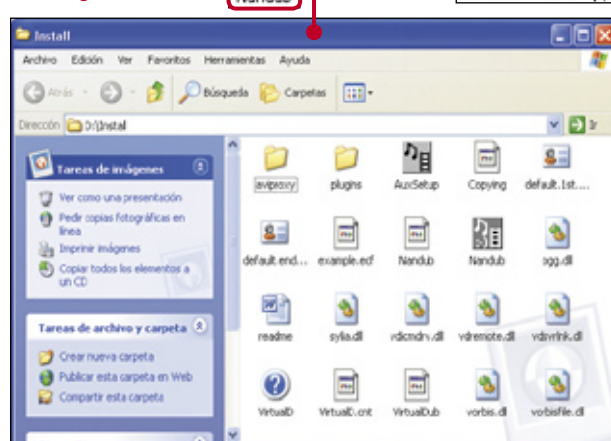 Nandub
Install
Archivo Edición Ver Favoritos Herramientas Ayuda
Atrás Búsqueda Carpetas
Dirección D:\Install Ir
Tareas de imágenes
Ver como una presentación
Pedir copias fotográficas en
línea
Imprimir imágenes
Copiar todos los elementos a
un CD
Tareas de archivo y carpeta
Crear nueva carpeta
Publicar esta carpeta en Web
Compartir esta carpeta
aviproxy plugins AuxSetup Copying default.1st....
default.end... example.ecf Nandub Nandub ogg.dll
readme sylia.dll vdicmdrv.dll vdremote.dll vdsvrlnk.dll
VirtualD VirtualD.cnt VirtualDub vorbis.dll vorbisfile.dll